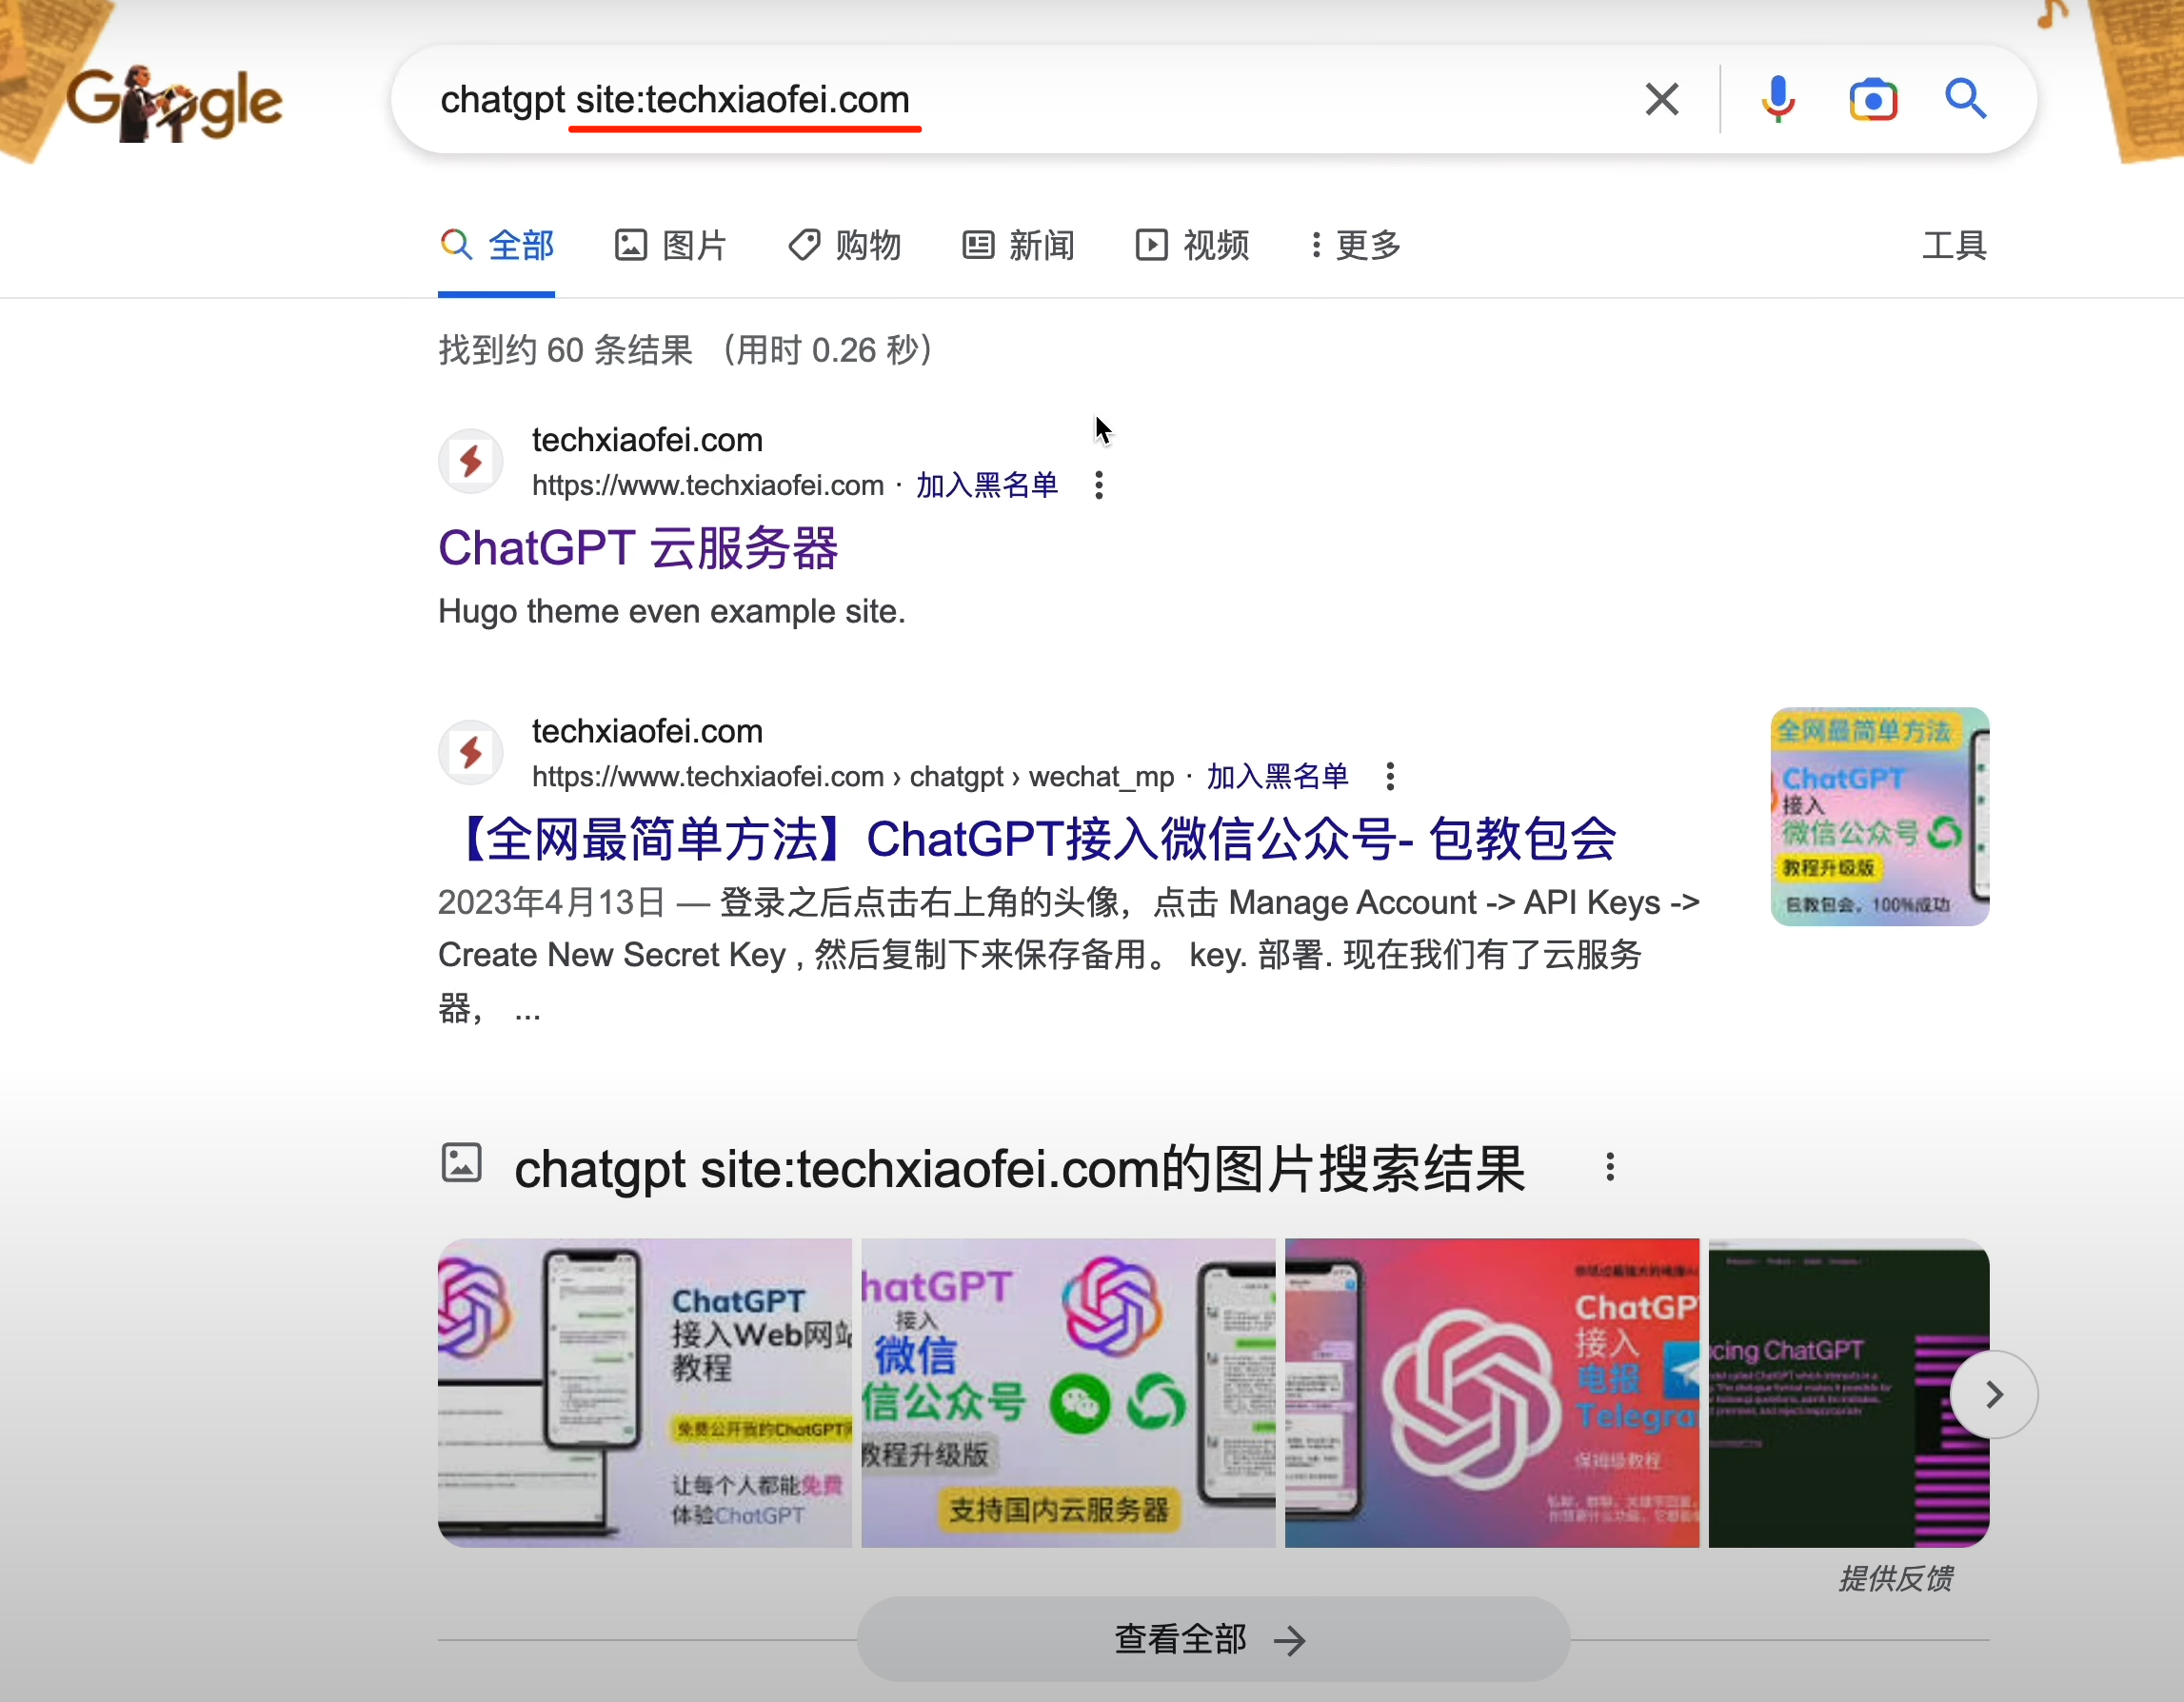 Google
chatgpt site:techxiaofei.com
全部 图片 购物 新闻 视频 更多 工具
找到约 60 条结果 （用时 0.26 秒）
techxiaofei.com
https://www.techxiaofei.com · 加入黑名单
ChatGPT 云服务器
Hugo theme even example site.
techxiaofei.com
https://www.techxiaofei.com › chatgpt › wechat_mp · 加入黑名单
【全网最简单方法】ChatGPT接入微信公众号- 包教包会
2023年4月13日 — 登录之后点击右上角的头像，点击 Manage Account -> API Keys ->
Create New Secret Key , 然后复制下来保存备用。 key. 部署. 现在我们有了云服务
器， ...
全网最简单方法
ChatGPT
接入
微信公众号
教程升级版
包教包会，100%成功
chatgpt site:techxiaofei.com的图片搜索结果
ChatGPT
接入Web网站
教程
免费公开我的ChatGPT
让每个人都能免费
体验ChatGPT
hatGPT
接入
微信
信公众号
教程升级版
支持国内云服务器
ChatGP
接入
电报
Telegra
保姆级教程
cing ChatGPT
提供反馈
查看全部